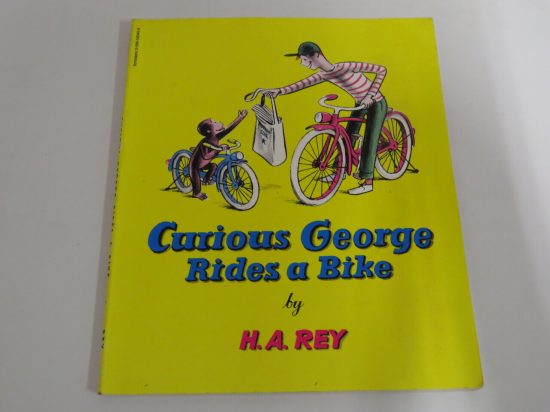 Curious George
Rides a Bike
by
H. A. REY